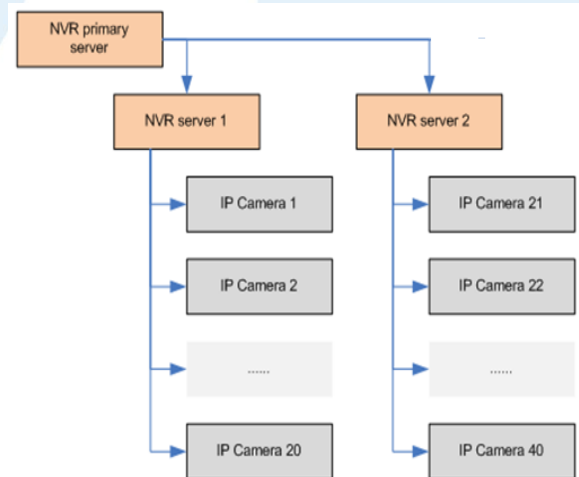 NVR primary
server
NVR server 1
NVR server 2
IP Camera 1
IP Camera 21
IP Camera 2
IP Camera 22
......
......
IP Camera 20
IP Camera 40